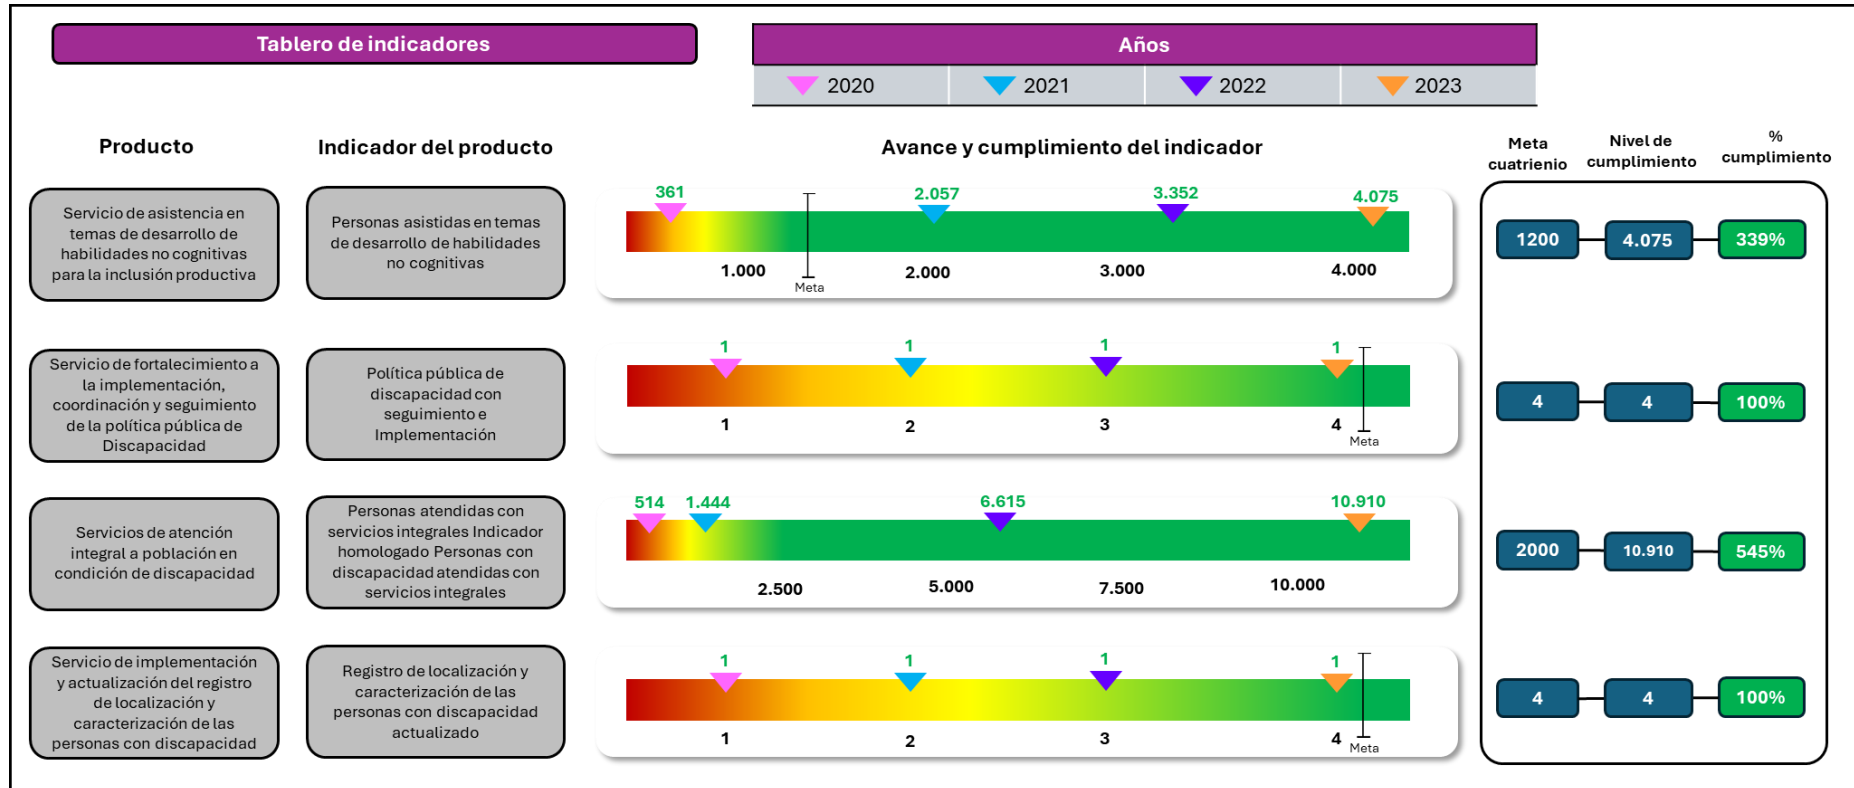 Tablero de indicadores
Años
2020
2021
2022
2023
Producto
Indicador del producto
Avance y cumplimiento del indicador
Meta
cuatrienio
Nivel de
cumplimiento
%
cumplimiento
Servicio de asistencia en
temas de desarrollo de
habilidades no cognitivas
para la inclusión productiva
Personas asistidas en temas
de desarrollo de habilidades
no cognitivas
361
2.057
3.352
4.075
1.000
2.000
3.000
4.000
Meta
1200
4.075
339%
Servicio de fortalecimiento a
la implementación,
coordinación y seguimiento
de la política pública de
Discapacidad
Política pública de
discapacidad con
seguimiento e
Implementación
1
1
1
1
1
2
3
4
Meta
4
4
100%
Servicios de atención
integral a población en
condición de discapacidad
Personas atendidas con
servicios integrales Indicador
homologado Personas con
discapacidad atendidas con
servicios integrales
514
1.444
6.615
10.910
2.500
5.000
7.500
10.000
2000
10.910
545%
Servicio de implementación
y actualización del registro
de localización y
caracterización de las
personas con discapacidad
Registro de localización y
caracterización de las
personas con discapacidad
actualizado
1
1
1
1
1
2
3
4
Meta
4
4
100%